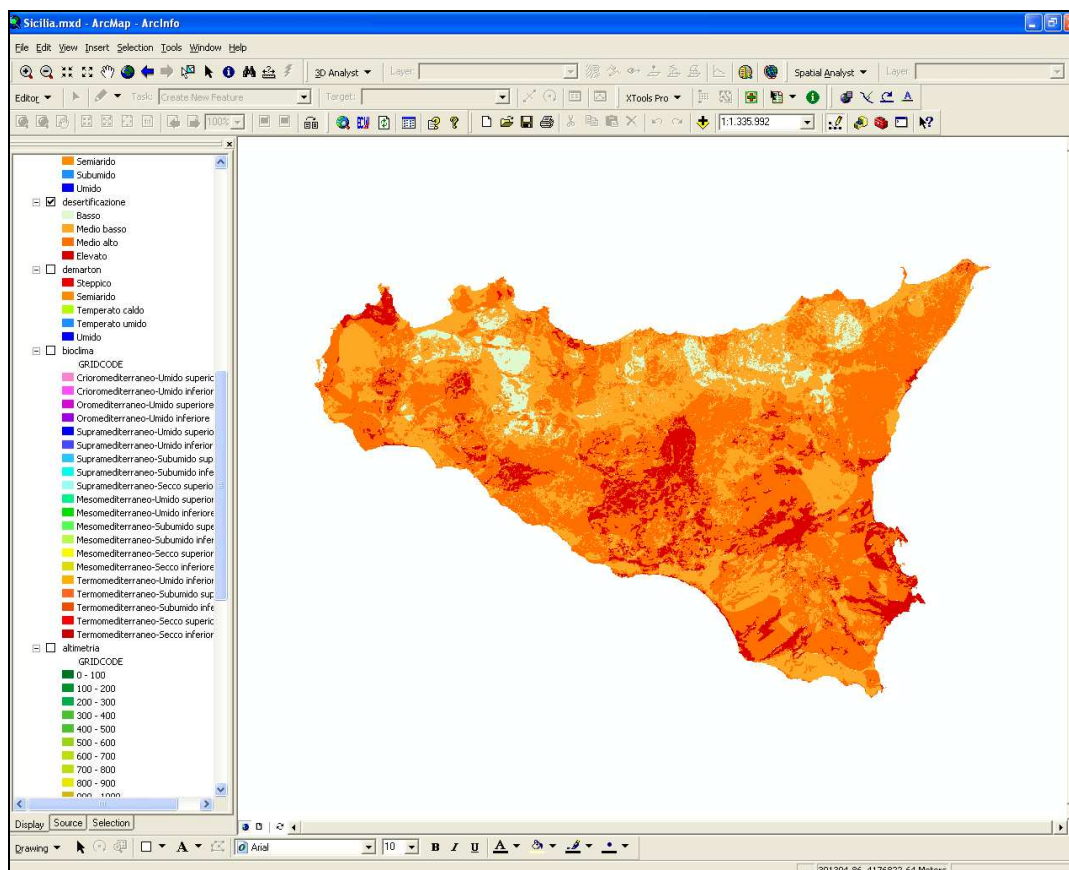 Sicilia.mxd - ArcMap - ArcInfo
File Edit View Insert Selection Tools Window Help
3D Analyst Layer: Spatial Analyst Layer:
Editor Task: Create New Feature Target: XTools Pro
100% 1:1.335.992
Semiarido
Subumido
Umido
desertificazione
Basso
Medio basso
Medio alto
Elevato
demarton
Steppico
Semiarido
Temperato caldo
Temperato umido
Umido
bioclima
GRIDCODE
Crioromediterraneo-Umido superic
Crioromediterraneo-Umido inferior
Oromediterraneo-Umido superiore
Oromediterraneo-Umido inferiore
Supramediterraneo-Umido superio
Supramediterraneo-Umido inferior
Supramediterraneo-Subumido sup
Supramediterraneo-Subumido infe
Supramediterraneo-Secco superior
Mesomediterraneo-Umido superior
Mesomediterraneo-Umido inferiore
Mesomediterraneo-Subumido supe
Mesomediterraneo-Subumido infer
Mesomediterraneo-Secco superior
Mesomediterraneo-Secco inferior
Termomediterraneo-Umido inferior
Termomediterraneo-Subumido sup
Termomediterraneo-Subumido infe
Termomediterraneo-Secco superic
Termomediterraneo-Secco inferior
altimetria
GRIDCODE
0 - 100
100 - 200
200 - 300
300 - 400
400 - 500
500 - 600
600 - 700
700 - 800
800 - 900
900 - 1000
Display Source Selection
Drawing A Arial 10 B I U A